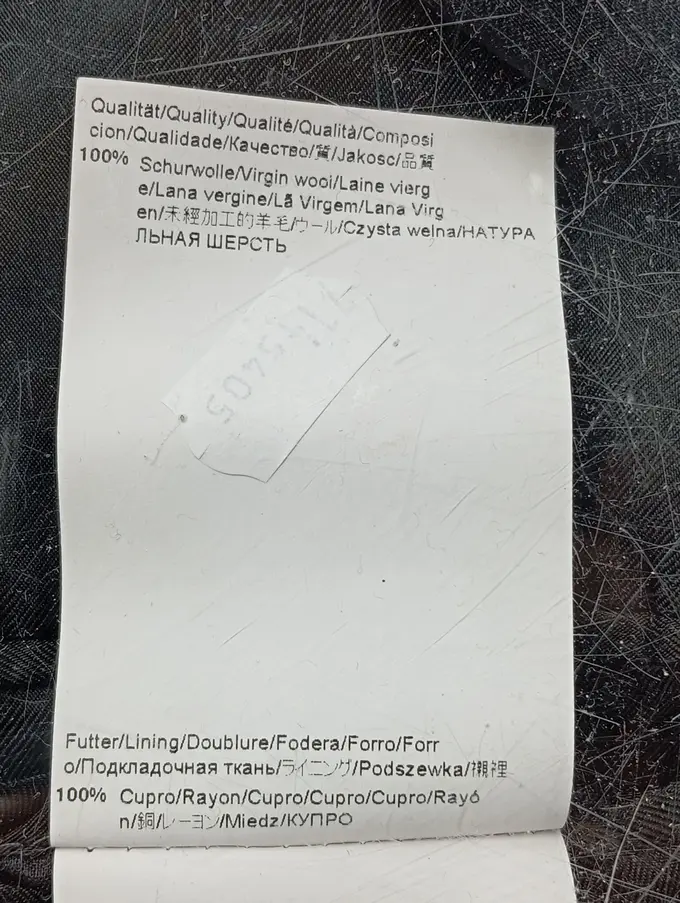 Qualität/Quality/Qualité/Qualità/Composi
cion/Qualidade/Качество/質/Jakosc/品質
100% Schurwolle/Virgin wool/Laine vierg
e/Lana vergine/Lã Virgem/Lana Virg
en/未經加工的羊毛/ウール/Czysta welna/НАТУРА
ЛЬНАЯ ШЕРСТЬ
Futter/Lining/Doublure/Fodera/Forro/Forr
o/Подкладочная ткань/ライニング/Podszewka/襯裡
100% Cupro/Rayon/Cupro/Cupro/Cupro/Rayó
n/銅/レーヨン/Miedz/КУПРО